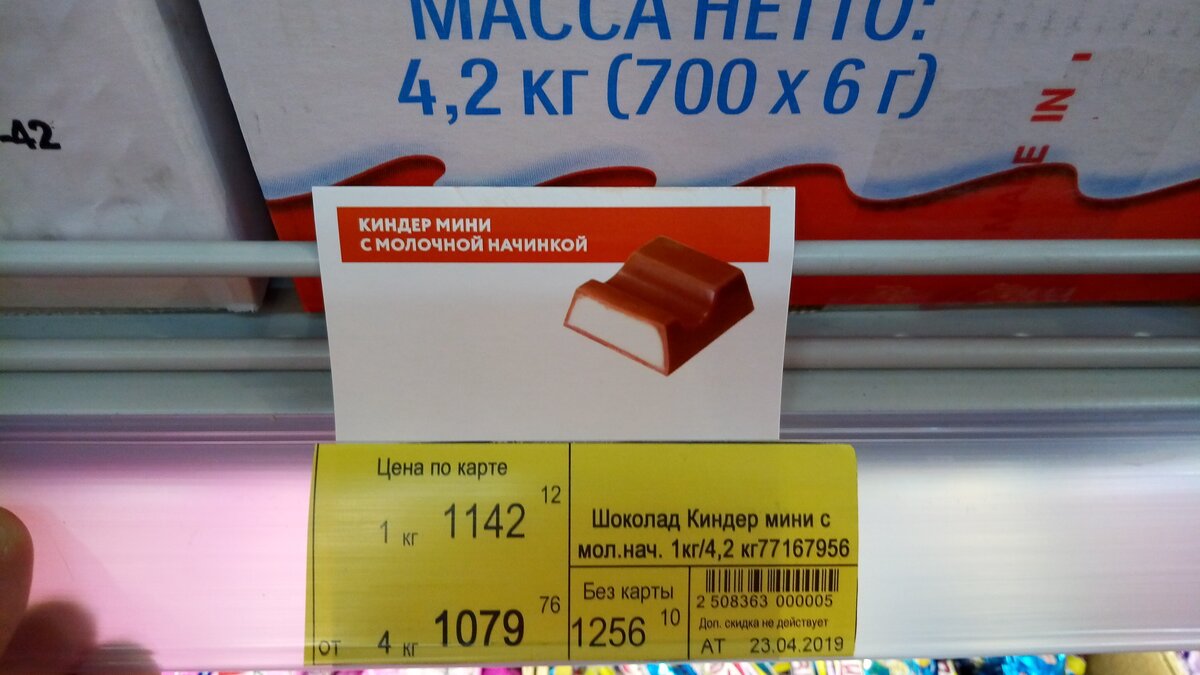 МАССА НЕТТО:
4,2 кг (700 x 6 г)
-42
E IN
КИНДЕР МИНИ
С МОЛОЧНОЙ НАЧИНКОЙ
Цена по карте
1 кг 1142 12
от 4 кг 1079 76
Шоколад Киндер мини с
мол.нач. 1кг/4,2 кг77167956
Без карты
1256 10
2 508363 000005
Доп. скидка не действует
АТ 23.04.2019